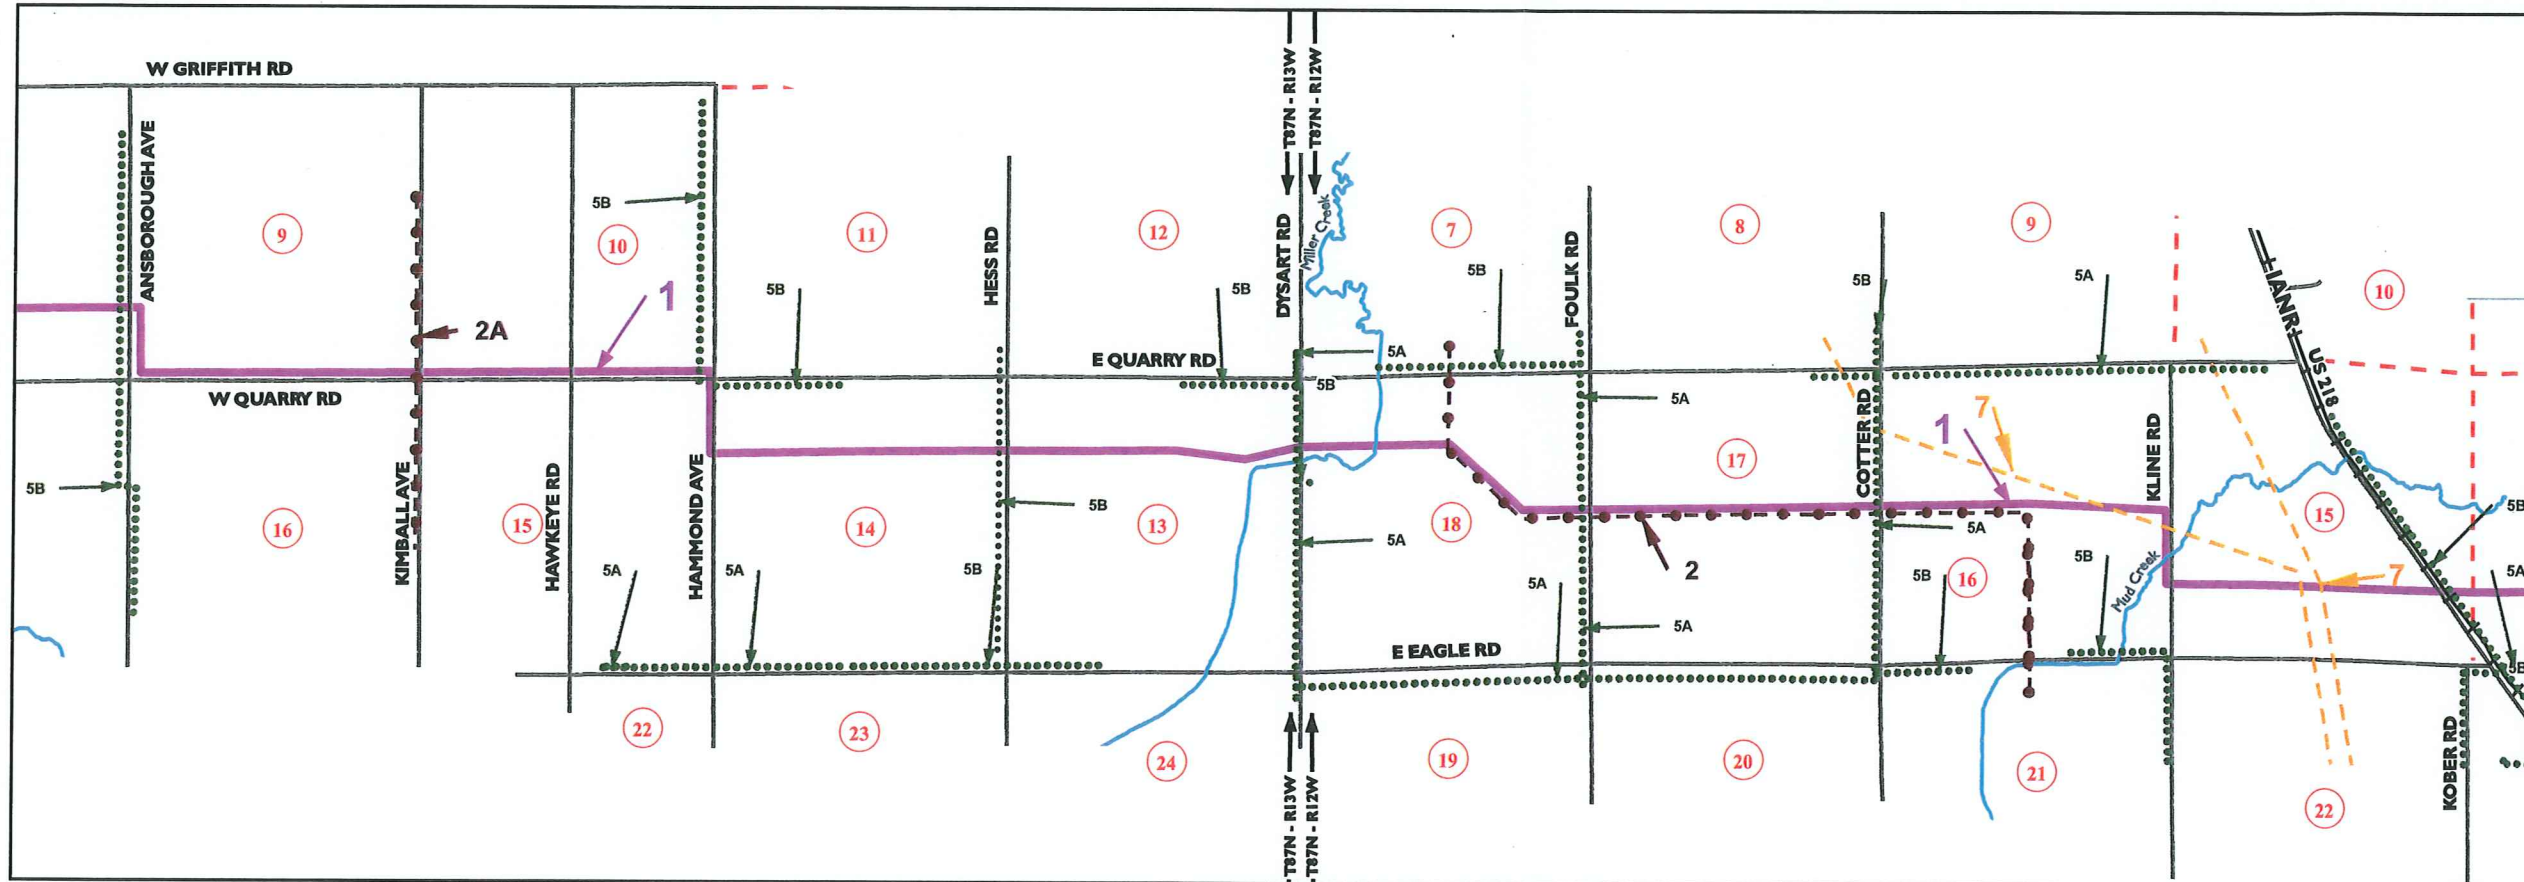 W GRIFFITH RD
ANSBOROUGH AVE
9
5B
10
11
HESS RD
12
T87N - R13W
T87N - R12W
DYSART RD
Miller Creek
7
FOULK RD
8
9
IANR
10
US 218
1
2A
5B
5B
E QUARRY RD
5A
5B
5B
5B
5A
W QUARRY RD
5A
COTTER RD
7
1
KLINE RD
5B
KIMBALL AVE
16
15
HAWKEYE RD
HAMMOND AVE
14
5B
13
18
5A
17
5A
15
5B
5A
5A
5B
5A
2
5B
16
5B
Mud Creek
7
5A
5A
E EAGLE RD
5B
22
23
24
T87N - R13W
T87N - R12W
19
20
21
22
KOBER RD